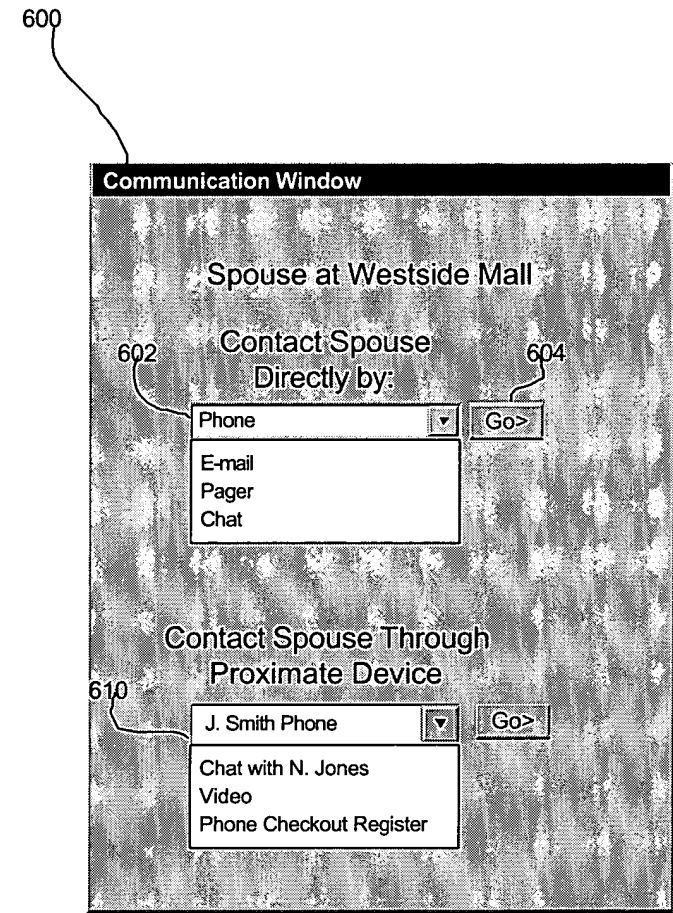 600
Communication Window
Spouse at Westside Mall
602
Contact Spouse
Directly by:
604
Phone
Go>
E-mail
Pager
Chat
Contact Spouse Through
Proximate Device
610
J. Smith Phone
Go>
Chat with N. Jones
Video
Phone Checkout Register